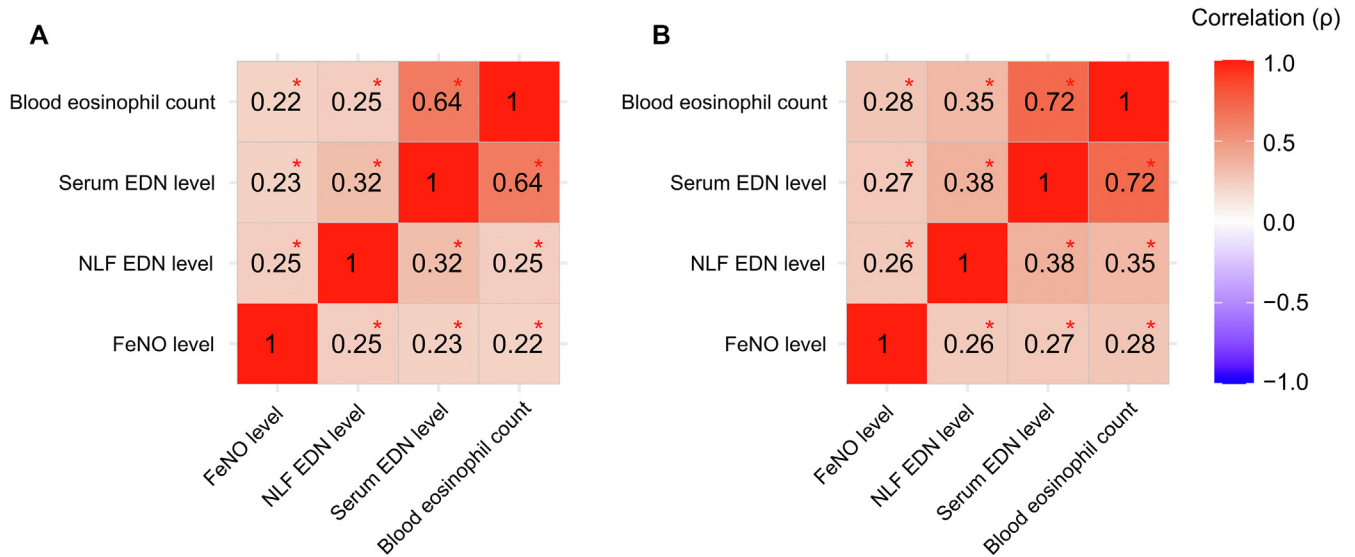 A
Blood eosinophil count
0.22* 0.25* 0.64* 1
Serum EDN level
0.23* 0.32* 1 0.64*
NLF EDN level
0.25* 1 0.32* 0.25*
FeNO level
1 0.25* 0.23* 0.22*
FeNO level
NLF EDN level
Serum EDN level
Blood eosinophil count
B
Blood eosinophil count
0.28* 0.35* 0.72* 1
Serum EDN level
0.27* 0.38* 1 0.72*
NLF EDN level
0.26* 1 0.38* 0.35*
FeNO level
1 0.26* 0.27* 0.28*
FeNO level
NLF EDN level
Serum EDN level
Blood eosinophil count
Correlation (ρ)
1.0
0.5
0.0
−0.5
−1.0